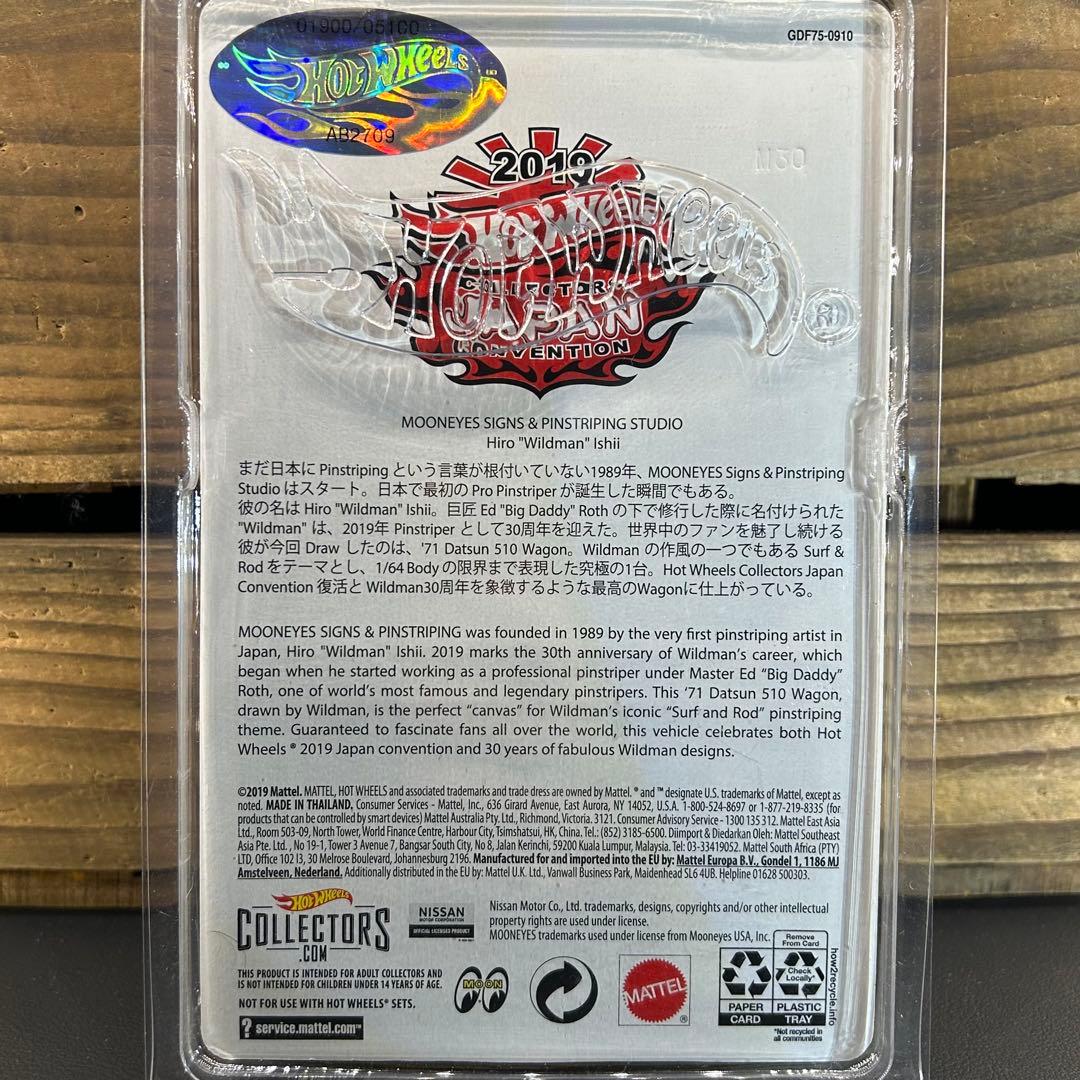 01900/051CO
HOT WHEELS
AB2709
GDF75-0910
M30
2019
HOT WHEELS
COLLECTORS
JAPAN
CONVENTION
HOT WHEELS
®
MOONEYES SIGNS & PINSTRIPING STUDIO
Hiro "Wildman" Ishii
まだ日本に Pinstriping という言葉が根付いていない1989年、MOONEYES Signs & Pinstriping
Studio はスタート。日本で最初の Pro Pinstriper が誕生した瞬間でもある。
彼の名は Hiro "Wildman" Ishii。巨匠 Ed "Big Daddy" Roth の下で修行した際に名付けられた
"Wildman" は、2019年 Pinstriper として30周年を迎えた。世界中のファンを魅了し続ける
彼が今回 Draw したのは、'71 Datsun 510 Wagon。Wildman の作風の一つでもある Surf &
Rod をテーマとし、1/64 Body の限界まで表現した究極の1台。Hot Wheels Collectors Japan
Convention 復活と Wildman30周年を象徴するような最高のWagonに仕上がっている。
MOONEYES SIGNS & PINSTRIPING was founded in 1989 by the very first pinstriping artist in
Japan, Hiro "Wildman" Ishii. 2019 marks the 30th anniversary of Wildman's career, which
began when he started working as a professional pinstriper under Master Ed “Big Daddy”
Roth, one of world's most famous and legendary pinstripers. This '71 Datsun 510 Wagon,
drawn by Wildman, is the perfect “canvas” for Wildman's iconic “Surf and Rod” pinstriping
theme. Guaranteed to fascinate fans all over the world, this vehicle celebrates both Hot
Wheels ® 2019 Japan convention and 30 years of fabulous Wildman designs.
©2019 Mattel. MATTEL, HOT WHEELS and associated trademarks and trade dress are owned by Mattel. ® and ™ designate U.S. trademarks of Mattel, except as
noted. MADE IN THAILAND. Consumer Services - Mattel, Inc., 636 Girard Avenue, East Aurora, NY 14052, U.S.A. 1-800-524-8697 or 1-877-219-8335 (for
products that can be controlled by smart devices) Mattel Australia Pty. Ltd., Richmond, Victoria. 3121. Consumer Advisory Service - 1300 135 312. Mattel East Asia
Ltd., Room 503-09, North Tower, World Finance Centre, Harbour City, Tsimshatsui, HK, China. Tel.: (852) 3185-6500. Diimport & Diedarkan Oleh: Mattel Southeast
Asia Pte. Ltd. , No 19-1, Tower 3 Avenue 7, Bangsar South City, No 8, Jalan Kerinchi, 59200 Kuala Lumpur, Malaysia. Tel: 03-33419052. Mattel South Africa (PTY)
LTD, Office 102 I3, 30 Melrose Boulevard, Johannesburg 2196. Manufactured for and imported into the EU by: Mattel Europa B.V., Gondel 1, 1186 MJ
Amstelveen, Nederland. Additionally distributed in the EU by: Mattel U.K. Ltd., Vanwall Business Park, Maidenhead SL6 4UB. Helpline 01628 500303.
HOT WHEELS
COLLECTORS
.COM
NISSAN
MOTOR CORPORATION
OFFICIAL LICENSED PRODUCT
Nissan Motor Co., Ltd. trademarks, designs, copyrights and/or other intellectual
property rights are used under license.
MOONEYES trademarks used under license from Mooneyes USA, Inc.
THIS PRODUCT IS INTENDED FOR ADULT COLLECTORS AND
IS NOT INTENDED FOR CHILDREN UNDER 14 YEARS OF AGE.
NOT FOR USE WITH HOT WHEELS® SETS.
? service.mattel.com™
MOON
MATTEL
®
Remove
From Card
Check
Locally*
PAPER
CARD
PLASTIC
TRAY
*Not recycled in
all communities
how2recycle.info